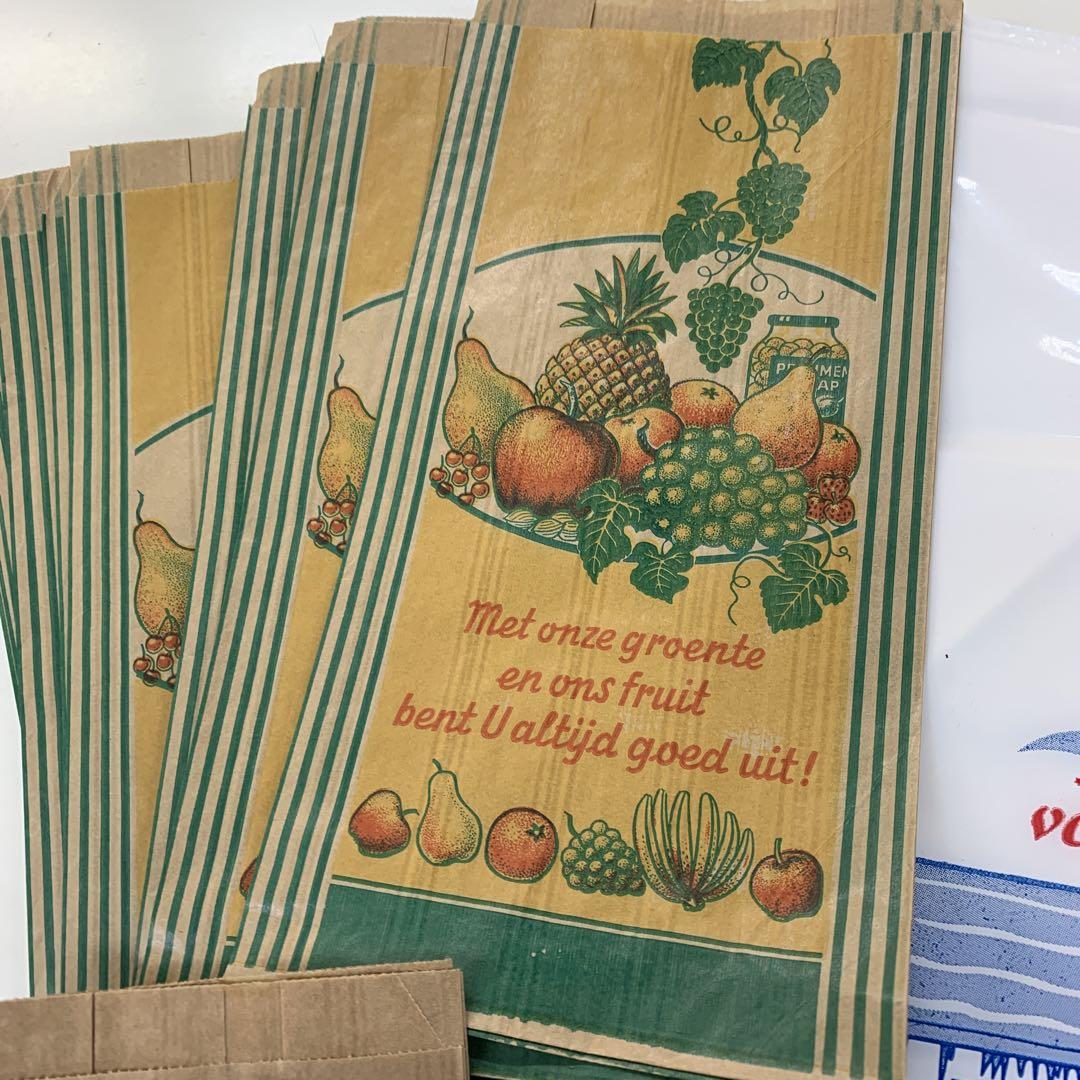 Met onze groente
en ons fruit
bent U altijd goed uit!